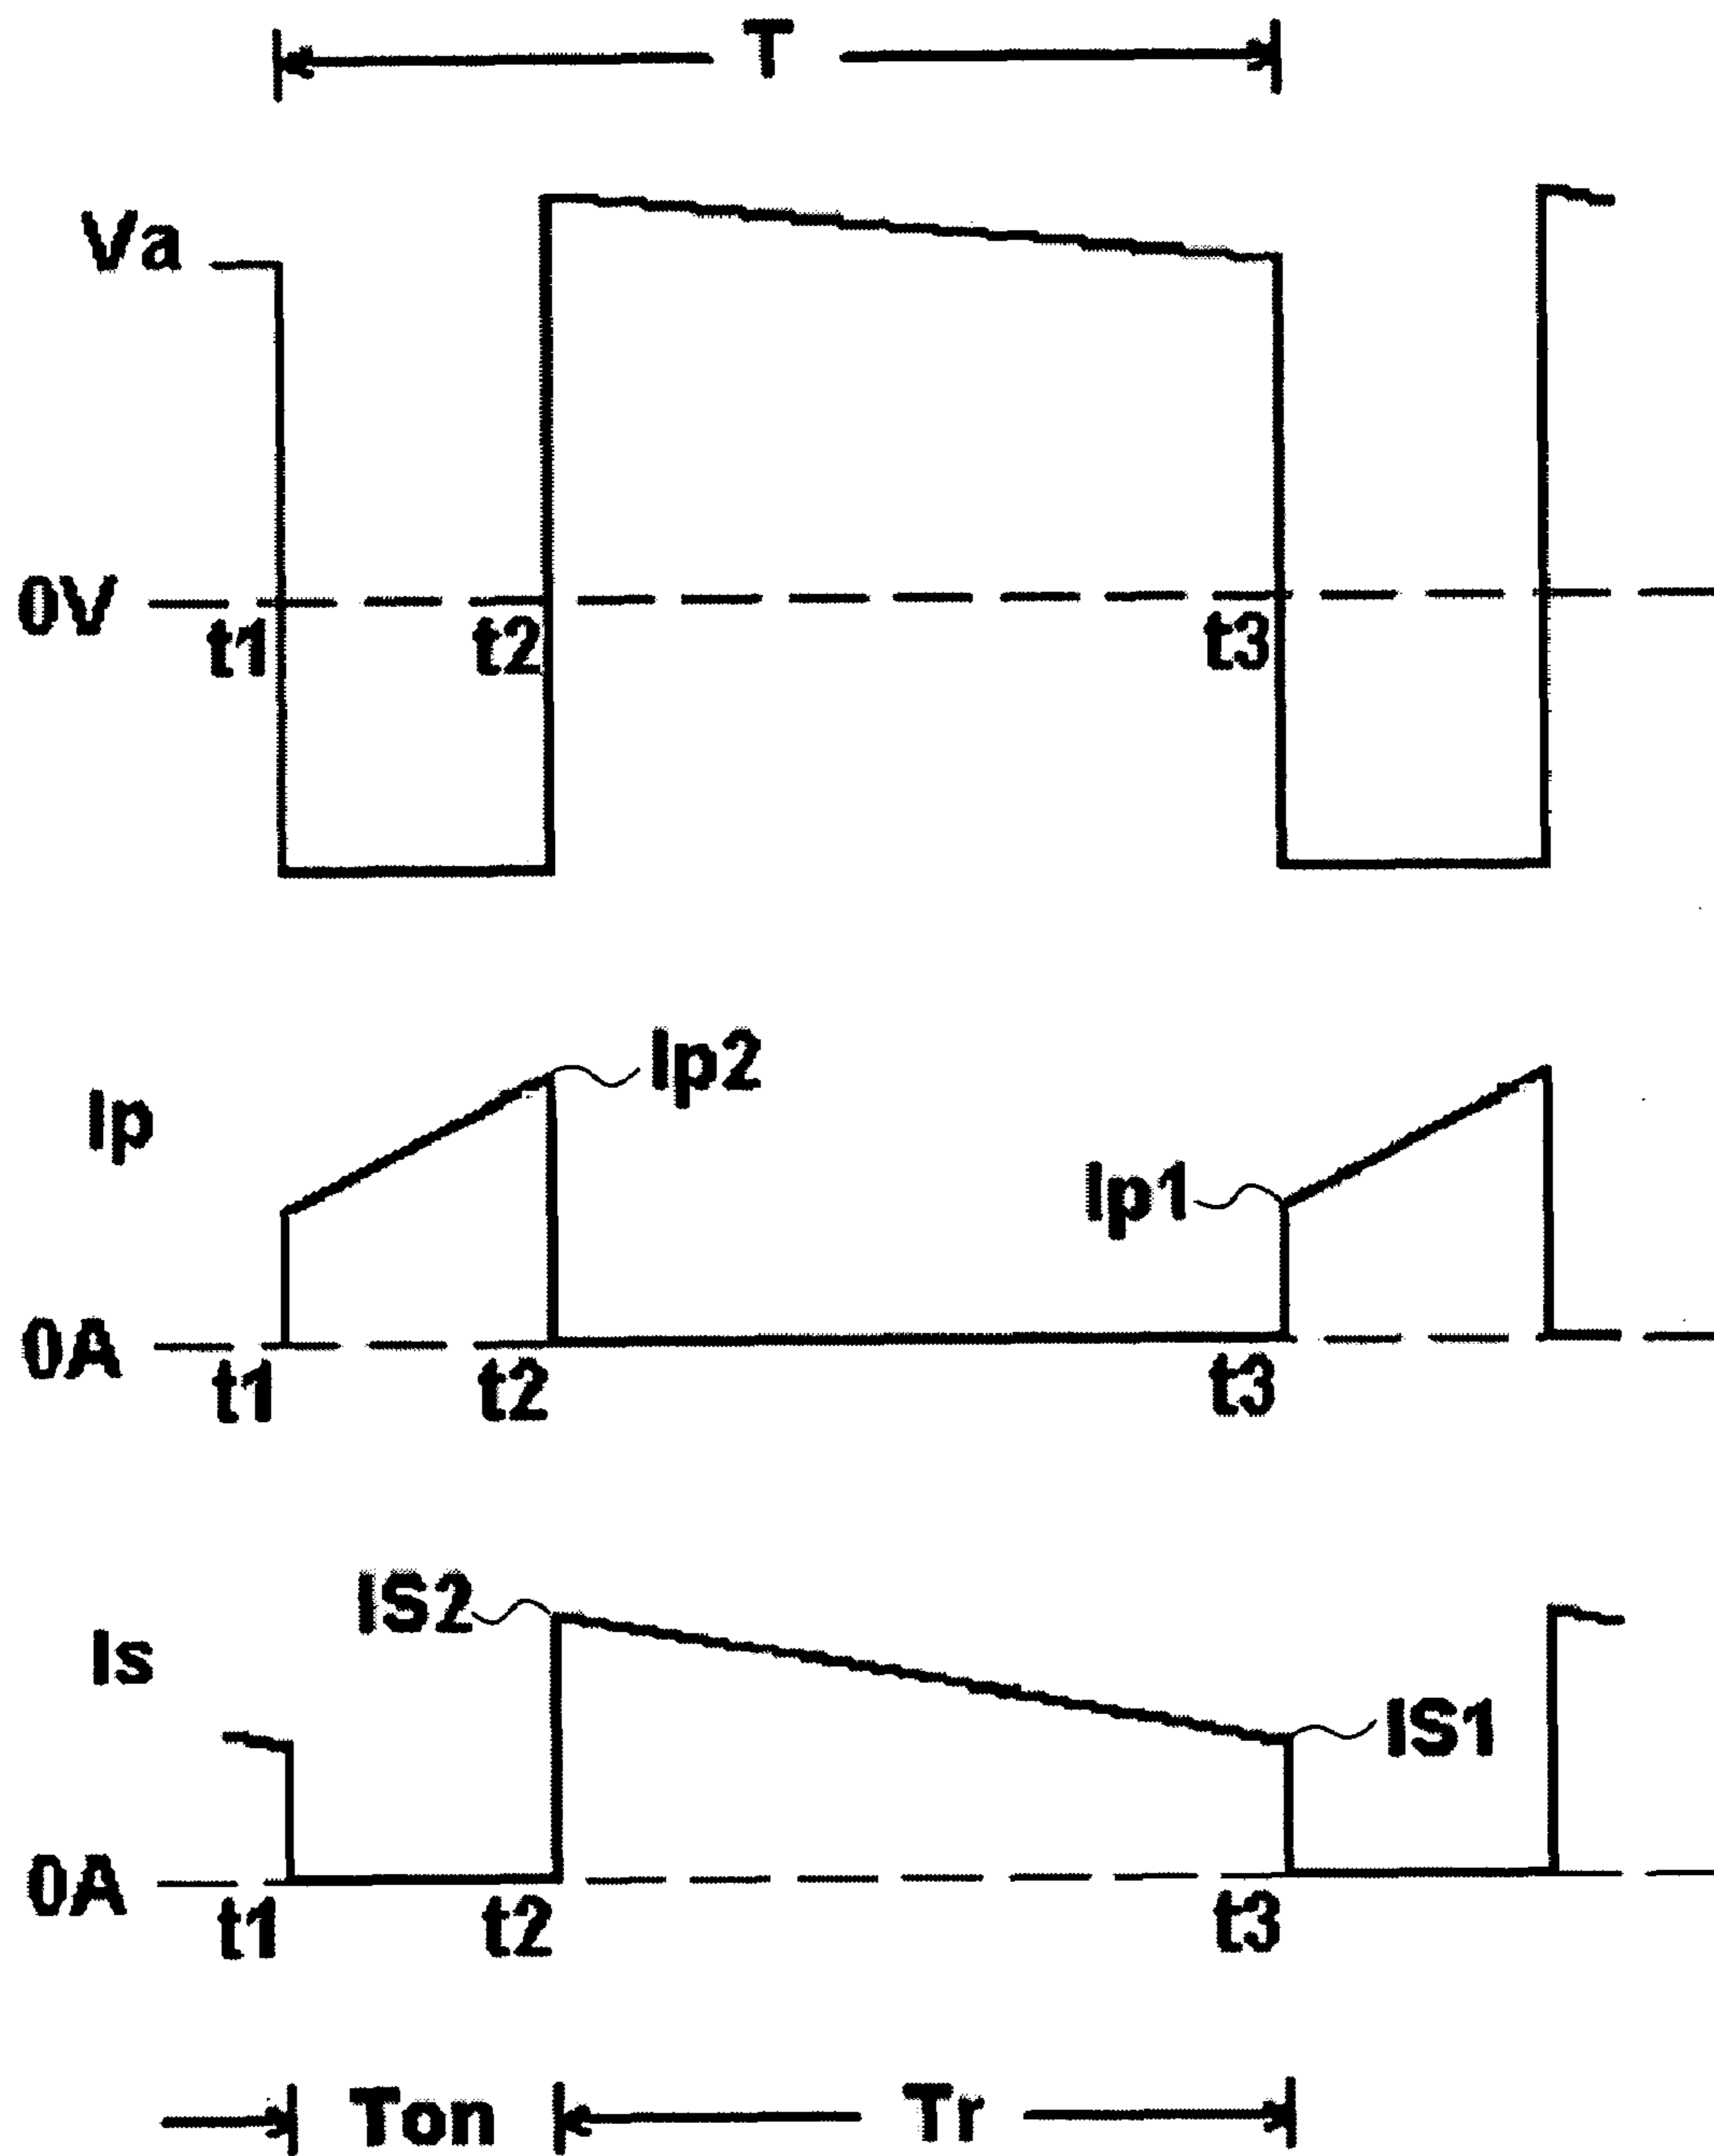 T
Va
0V
t1 t2 t3
Ip2
Ip
Ip1
0A
t1 t2 t3
IS2
Is
IS1
0A
t1 t2 t3
Ton Tr